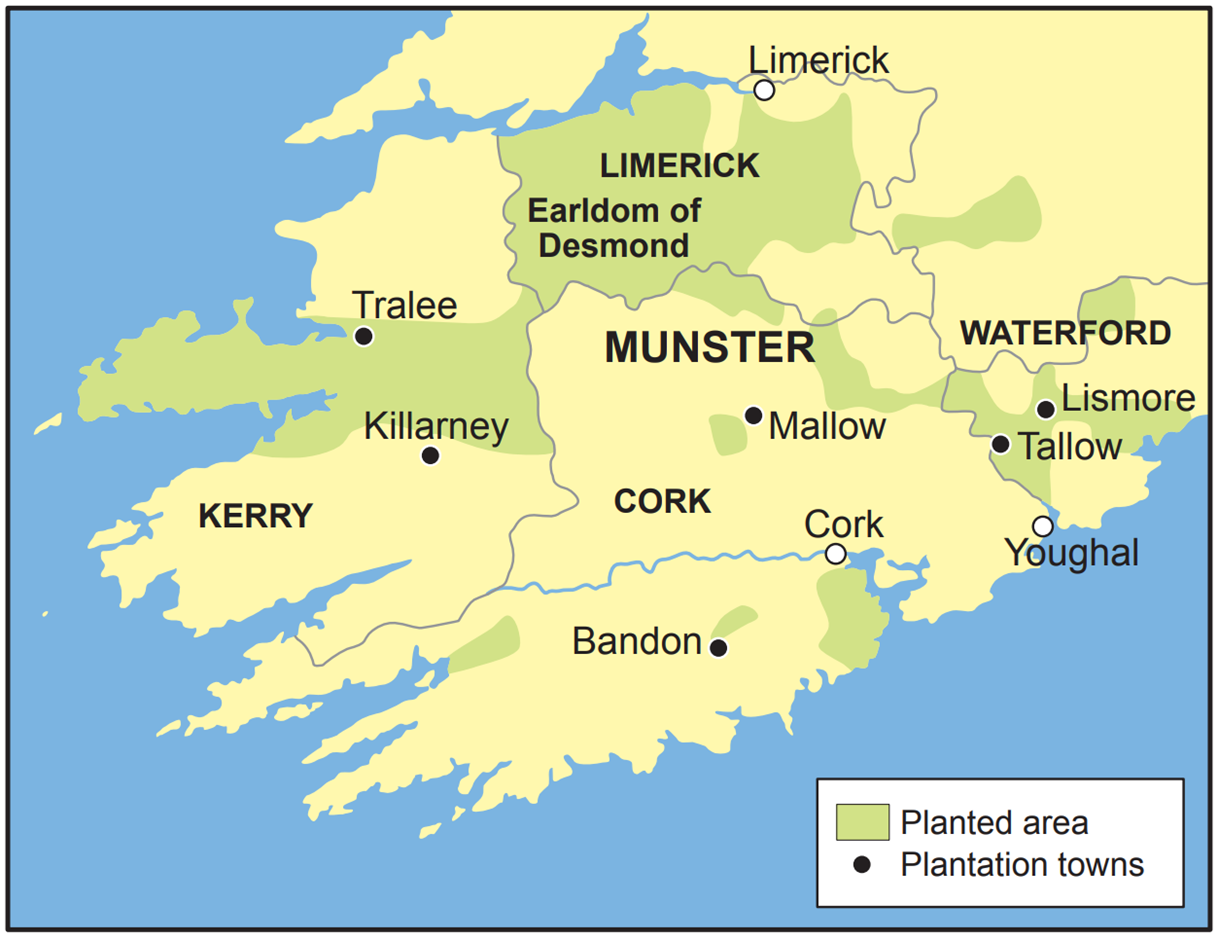 Limerick
LIMERICK
Earldom of
Desmond
Tralee
MUNSTER
WATERFORD
Lismore
Killarney
Mallow
Tallow
KERRY
CORK
Cork
Youghal
Bandon
Planted area
Plantation towns